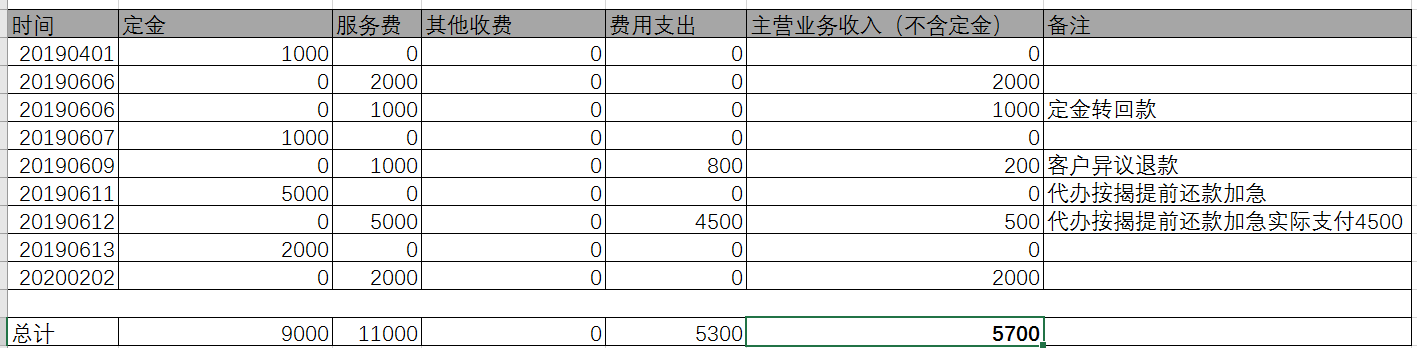 时间 定金 服务费 其他收费 费用支出 主营业务收入（不含定金） 备注
20190401 1000 0 0 0 0
20190606 0 2000 0 0 2000
20190606 0 1000 0 0 1000 定金转回款
20190607 1000 0 0 0 0
20190609 0 1000 0 800 200 客户异议退款
20190611 5000 0 0 0 0 代办按揭提前还款加急
20190612 0 5000 0 4500 500 代办按揭提前还款加急实际支付4500
20190613 2000 0 0 0 0
20200202 0 2000 0 0 2000
总计 9000 11000 0 5300 5700